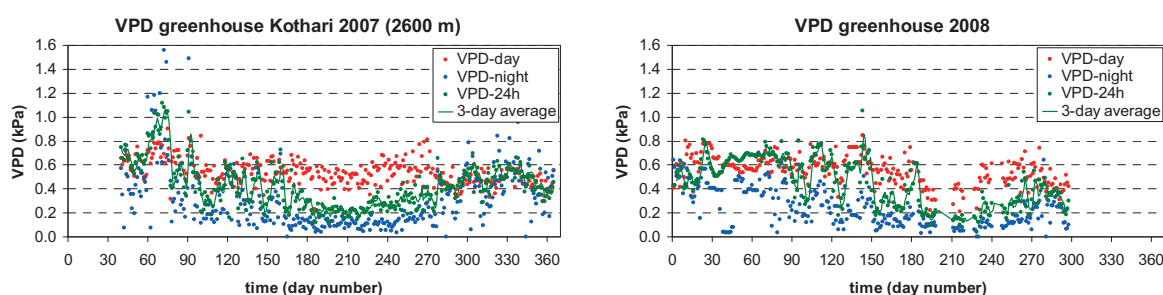 VPD greenhouse Kothari 2007 (2600 m)
VPD (kPa)
1.6
1.4
1.2
1.0
0.8
0.6
0.4
0.2
0.0
VPD-day
VPD-night
VPD-24h
3-day average
0 30 60 90 120 150 180 210 240 270 300 330 360
time (day number)
VPD greenhouse 2008
VPD (kPa)
1.6
1.4
1.2
1.0
0.8
0.6
0.4
0.2
0.0
VPD-day
VPD-night
VPD-24h
3-day average
0 30 60 90 120 150 180 210 240 270 300 330 360
time (day number)